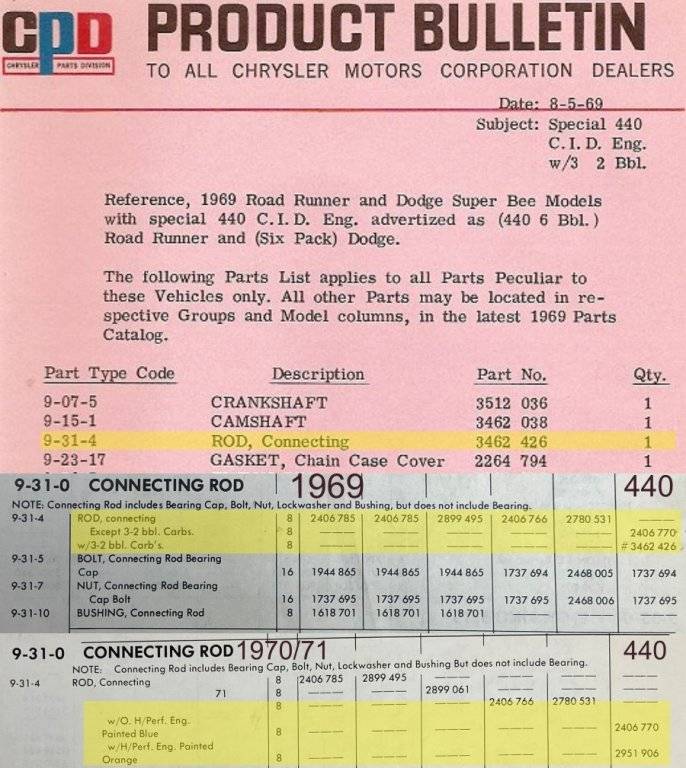 CPD
CHRYSLER PARTS DIVISION
PRODUCT BULLETIN
TO ALL CHRYSLER MOTORS CORPORATION DEALERS
Date: 8-5-69
Subject: Special 440
C.I.D. Eng.
w/3 2 Bbl.
Reference, 1969 Road Runner and Dodge Super Bee Models
with special 440 C.I.D. Eng. advertized as (440 6 Bbl.)
Road Runner and (Six Pack) Dodge.
The following Parts List applies to all Parts Peculiar to
these Vehicles only. All other Parts may be located in re-
spective Groups and Model columns, in the latest 1969 Parts
Catalog.
Part Type Code Description Part No. Qty.
9-07-5 CRANKSHAFT 3512 036 1
9-15-1 CAMSHAFT 3462 038 1
9-31-4 ROD, Connecting 3462 426 1
9-23-17 GASKET, Chain Case Cover 2264 794 1
9-31-0 CONNECTING ROD 1969 440
NOTE: Connecting Rod includes Bearing Cap, Bolt, Nut, Lockwasher and Bushing, but does not include Bearing.
9-31-4 ROD, connecting 8 2406 785 2406 785 2899 495 2406 766 2780 531 ———
Except 3-2 bbl. Carbs. 8 ——— ——— ——— ——— ——— 2406 770
w/3-2 bbl. Carb's. 8 ——— ——— ——— ——— ——— #3462 426
9-31-5 BOLT, Connecting Rod Bearing
Cap 16 1944 865 1944 865 1944 865 1737 694 2468 005 1737 694
9-31-7 NUT, Connecting Rod Bearing
Cap Bolt 16 1737 695 1737 695 1737 695 1737 695 2468 006 1737 695
9-31-10 BUSHING, Connecting Rod 8 1618 701 1618 701 1618 701 ——— ——— ———
9-31-0 CONNECTING ROD 1970/71 440
NOTE: Connecting Rod includes Bearing Cap, Bolt, Nut, Lockwasher and Bushing But does not include Bearing.
9-31-4 ROD, Connecting 8 2406 785 2899 495 ——— ——— ——— ———
71 8 ——— ——— 2899 061 ——— ——— ———
8 ——— ——— ——— 2406 766 2780 531 ———
w/O. H/Perf. Eng.
Painted Blue 8 ——— ——— ——— ——— ——— 2406 770
w/H/Perf. Eng. Painted
Orange 8 ——— ——— ——— ——— ——— 2951 906